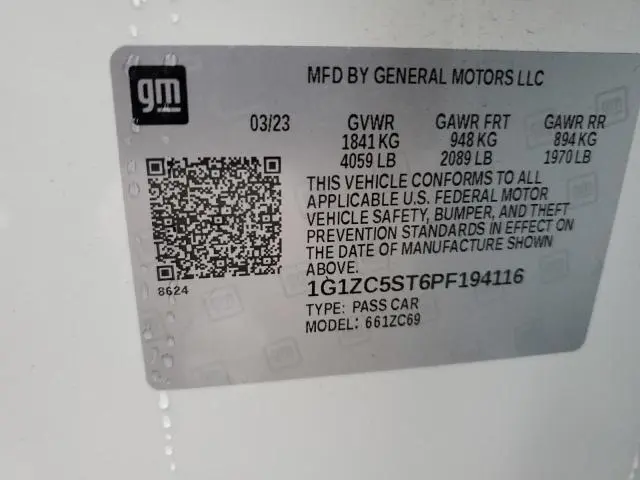 gm
MFD BY GENERAL MOTORS LLC
03/23 GVWR GAWR FRT GAWR RR
1841 KG 948 KG 894 KG
4059 LB 2089 LB 1970 LB
THIS VEHICLE CONFORMS TO ALL
APPLICABLE U.S. FEDERAL MOTOR
VEHICLE SAFETY, BUMPER, AND THEFT
PREVENTION STANDARDS IN EFFECT ON
THE DATE OF MANUFACTURE SHOWN
ABOVE.
8624
1G1ZC5ST6PF194116
TYPE: PASS CAR
MODEL: 661ZC69